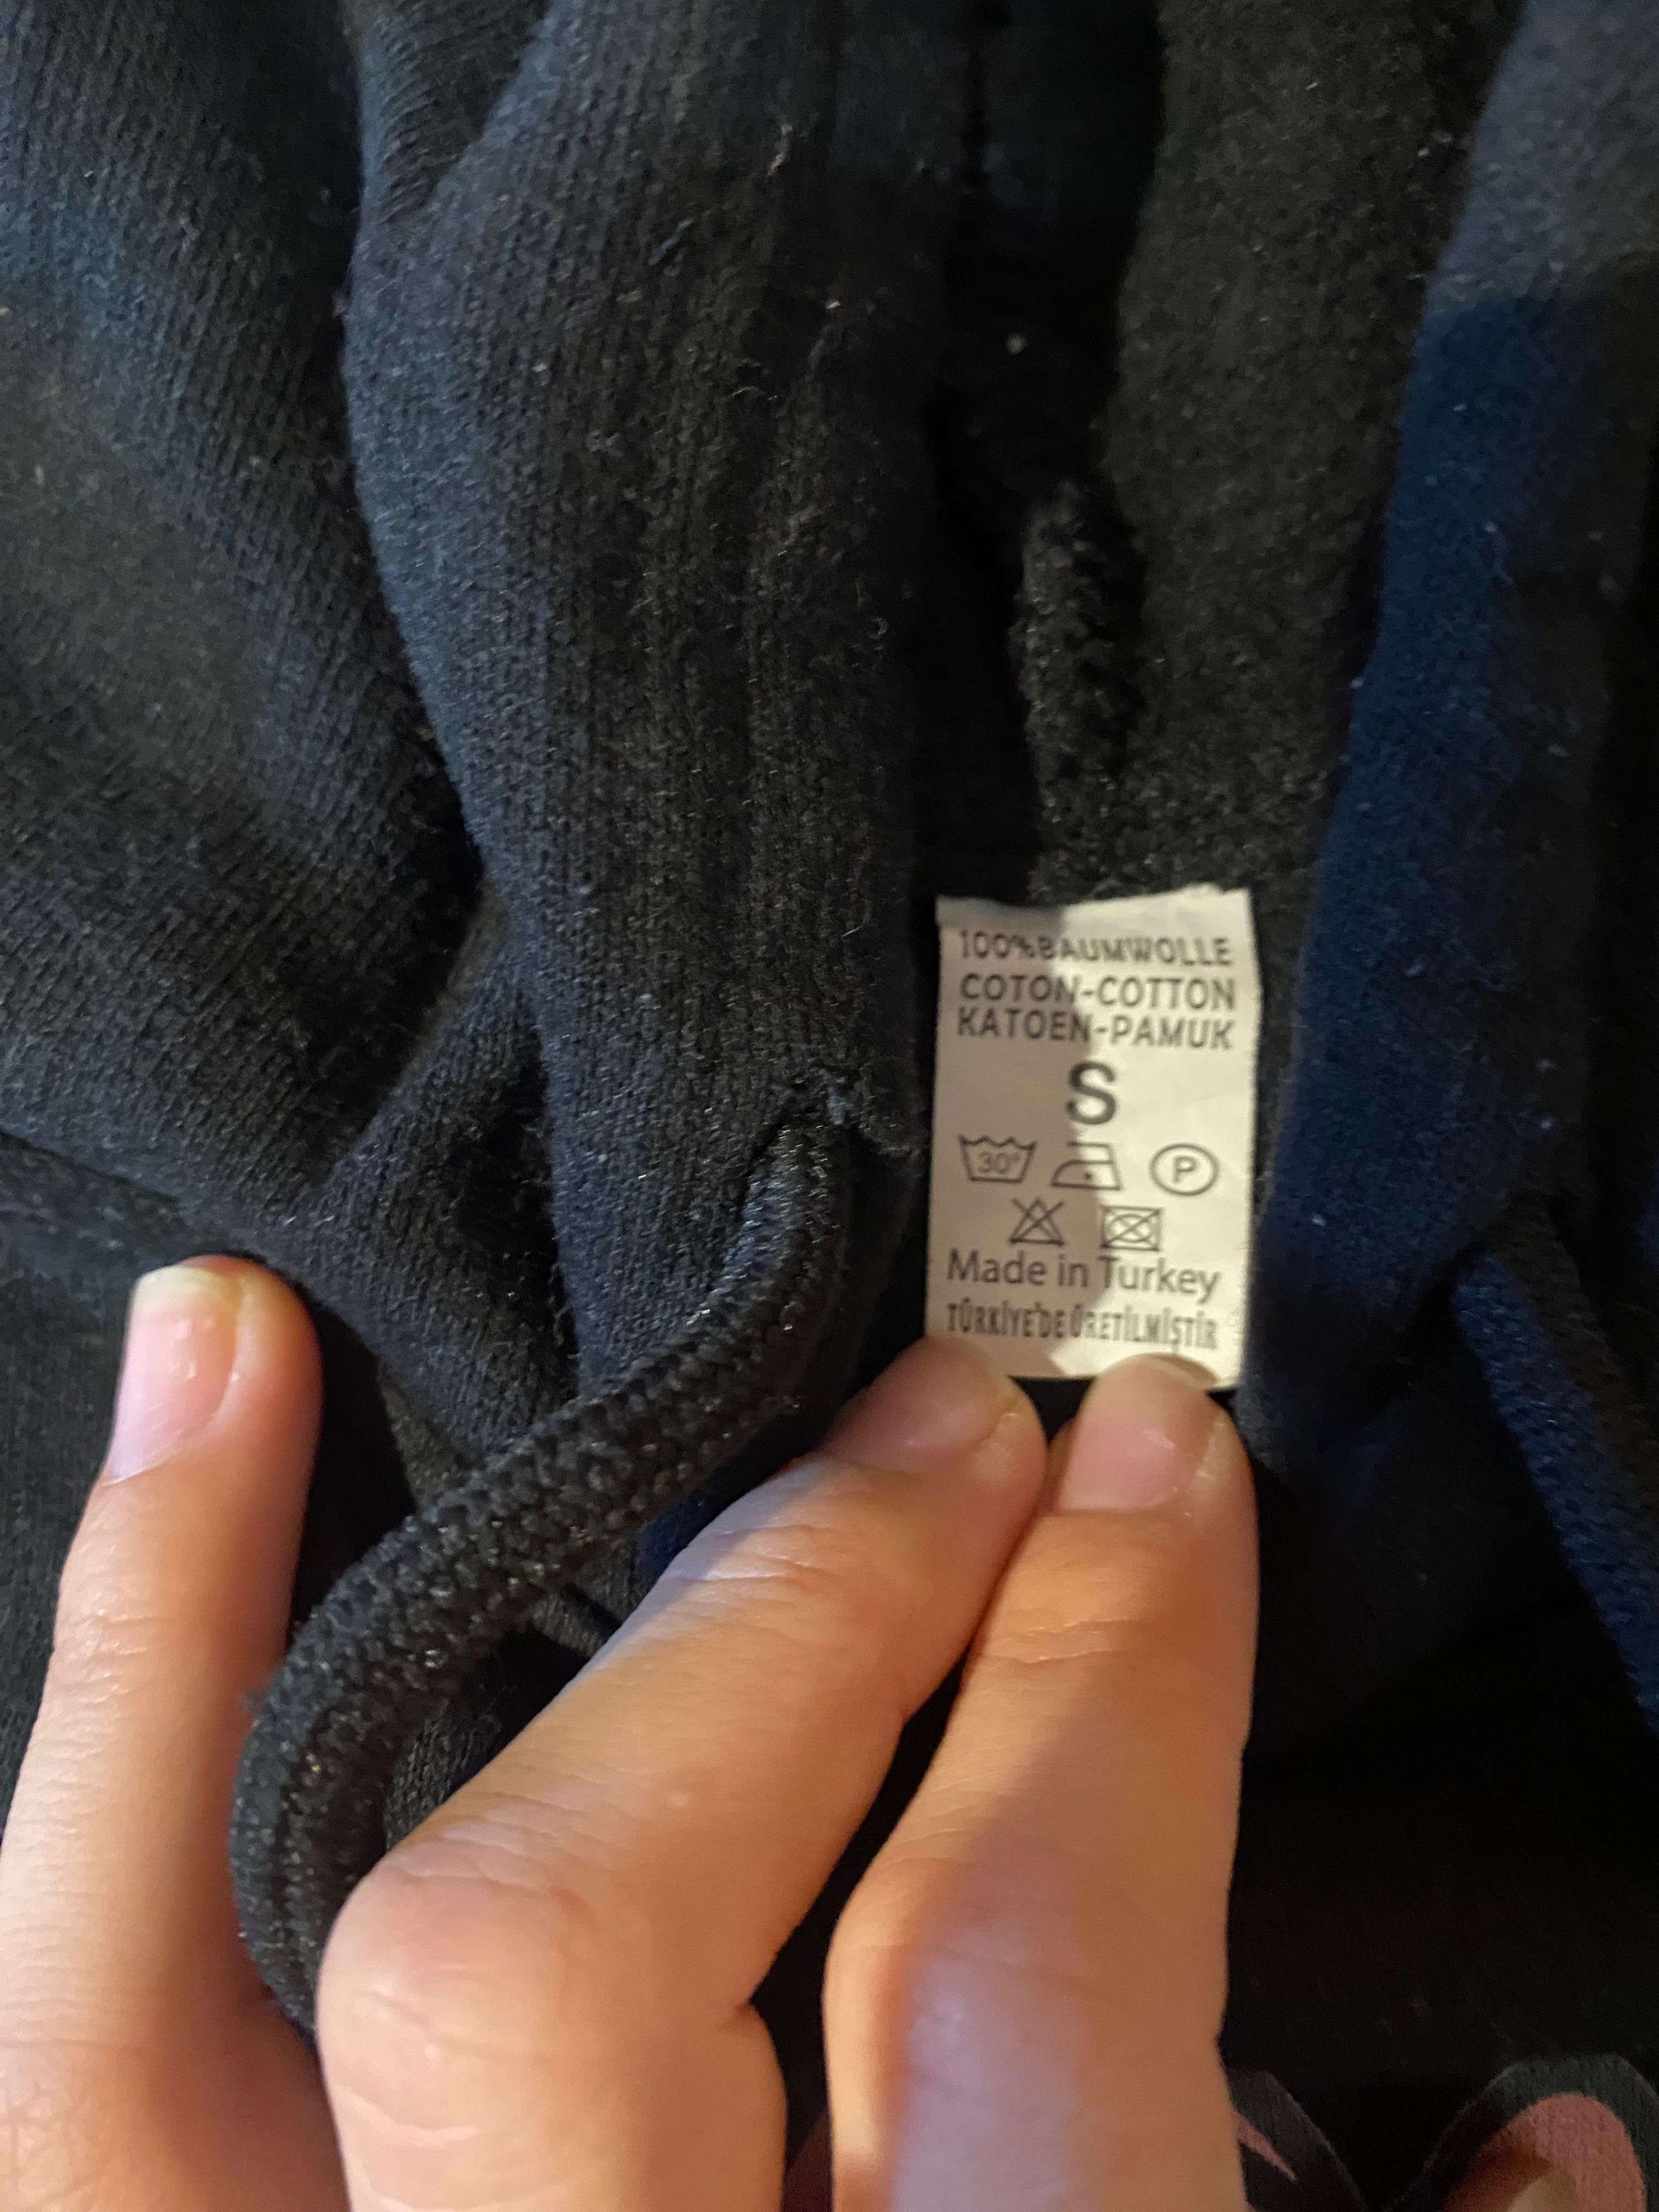 100%BAUMWOLLE
COTON-COTTON
KATOEN-PAMUK
S
30° P
Made in Turkey
TÜRKİYE'DE ÜRETİLMİŞTİR